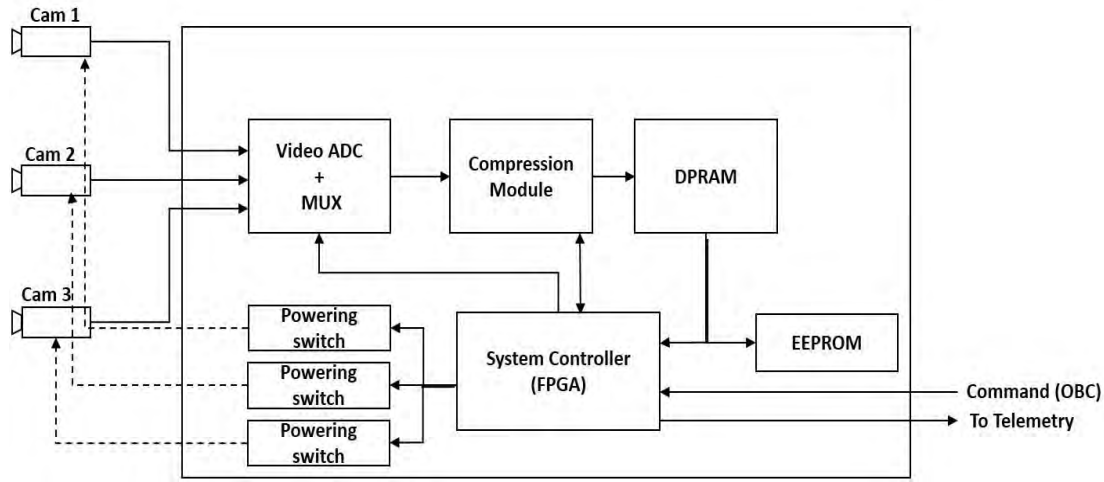 Cam 1
Cam 2
Cam 3
Video ADC
+
MUX
Compression
Module
DPRAM
Powering
switch
Powering
switch
Powering
switch
System Controller
(FPGA)
EEPROM
Command (OBC)
To Telemetry